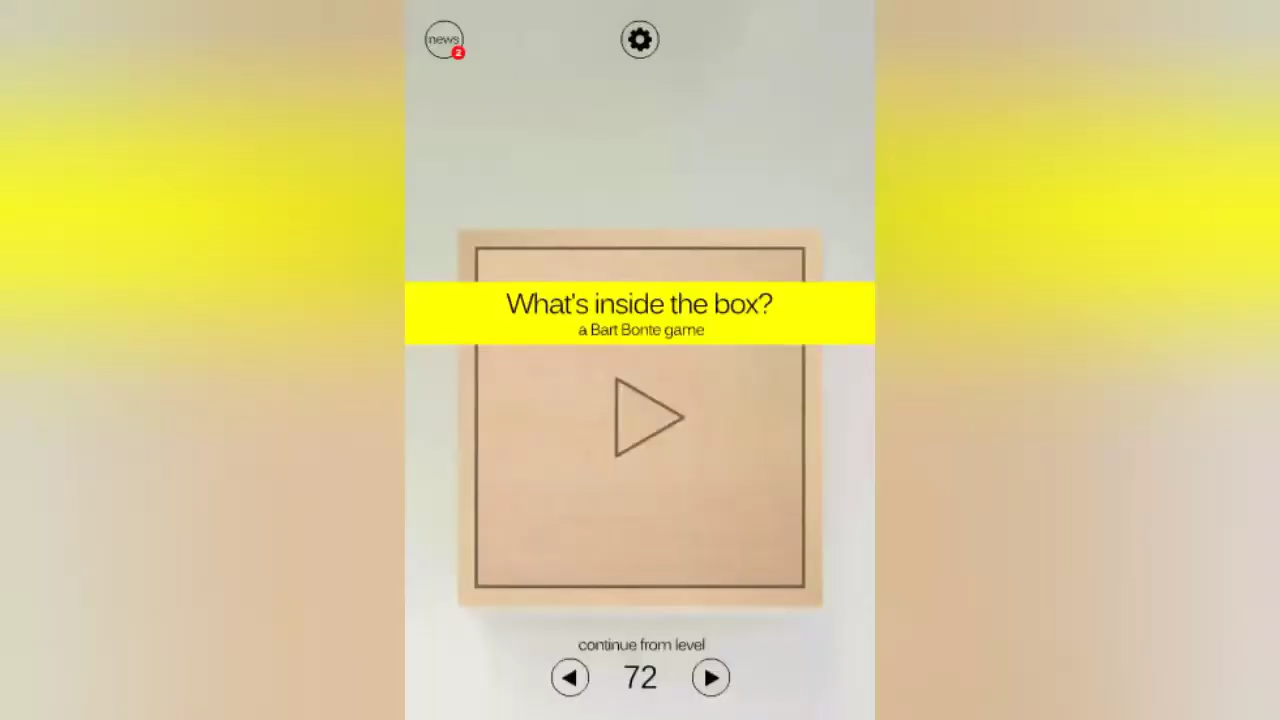 news
2
What's inside the box?
a Bart Bonte game
continue from level
72